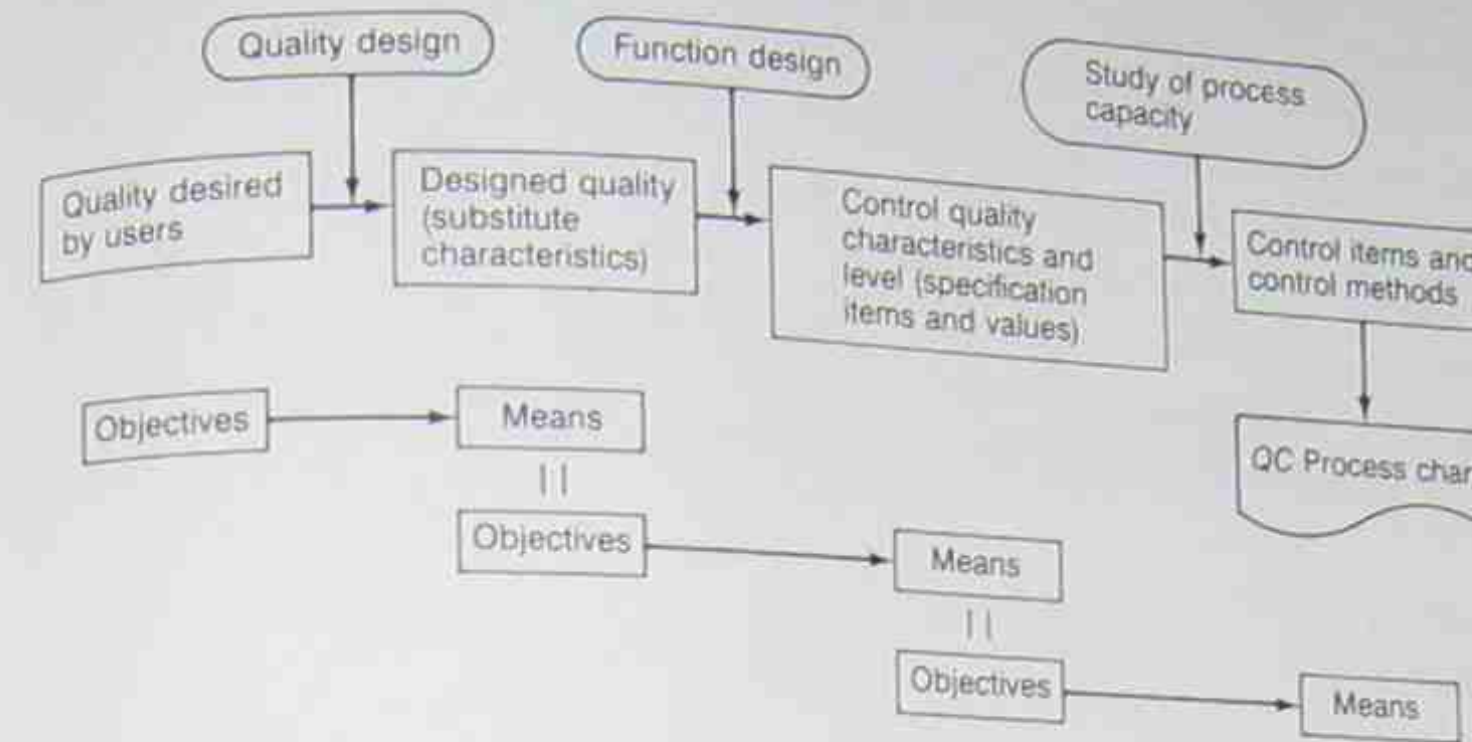 Quality design
Function design
Study of process
capacity
Quality desired
by users
Designed quality
(substitute
characteristics)
Control quality
characteristics and
level (specification
items and values)
Control items and
control methods
Objectives
Means
QC Process char
Objectives
Means
Objectives
Means